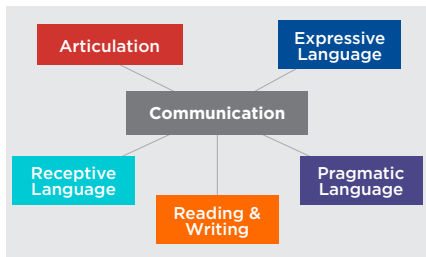 Articulation
Expressive
Language
Communication
Receptive
Language
Pragmatic
Language
Reading &
Writing